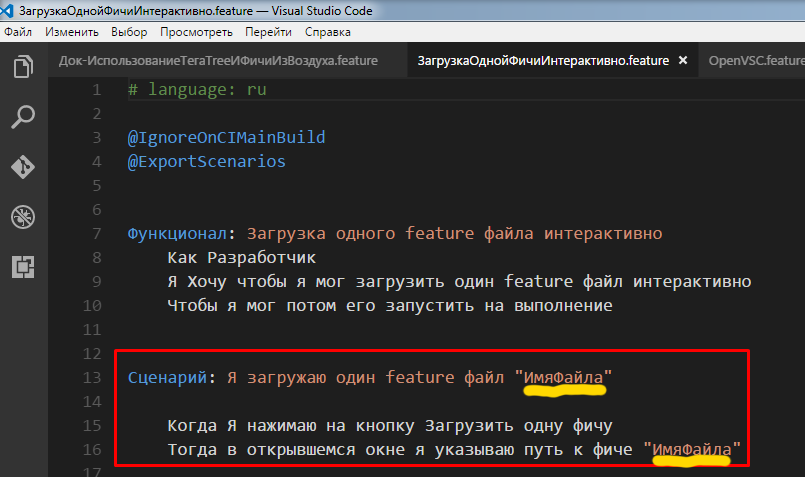 ЗагрузкаОднойФичиИнтерактивно.feature — Visual Studio Code
Файл Изменить Выбор Просмотреть Перейти Справка
Док-ИспользованиеTeraTreeИФичиИзВоздуха.feature ЗагрузкаОднойФичиИнтерактивно.feature × OpenVSC.feature
1 # language: ru
2
3 @IgnoreOnCIMainBuild
4 @ExportScenarios
5
6
7 Функционал: Загрузка одного feature файла интерактивно
8 Как Разработчик
9 Я Хочу чтобы я мог загрузить один feature файл интерактивно
10 Чтобы я мог потом его запустить на выполнение
11
12
13 Сценарий: Я загружаю один feature файл "ИмяФайла"
14
15 Когда Я нажимаю на кнопку Загрузить одну фичу
16 Тогда в открывшемся окне я указываю путь к фиче "ИмяФайла"
17